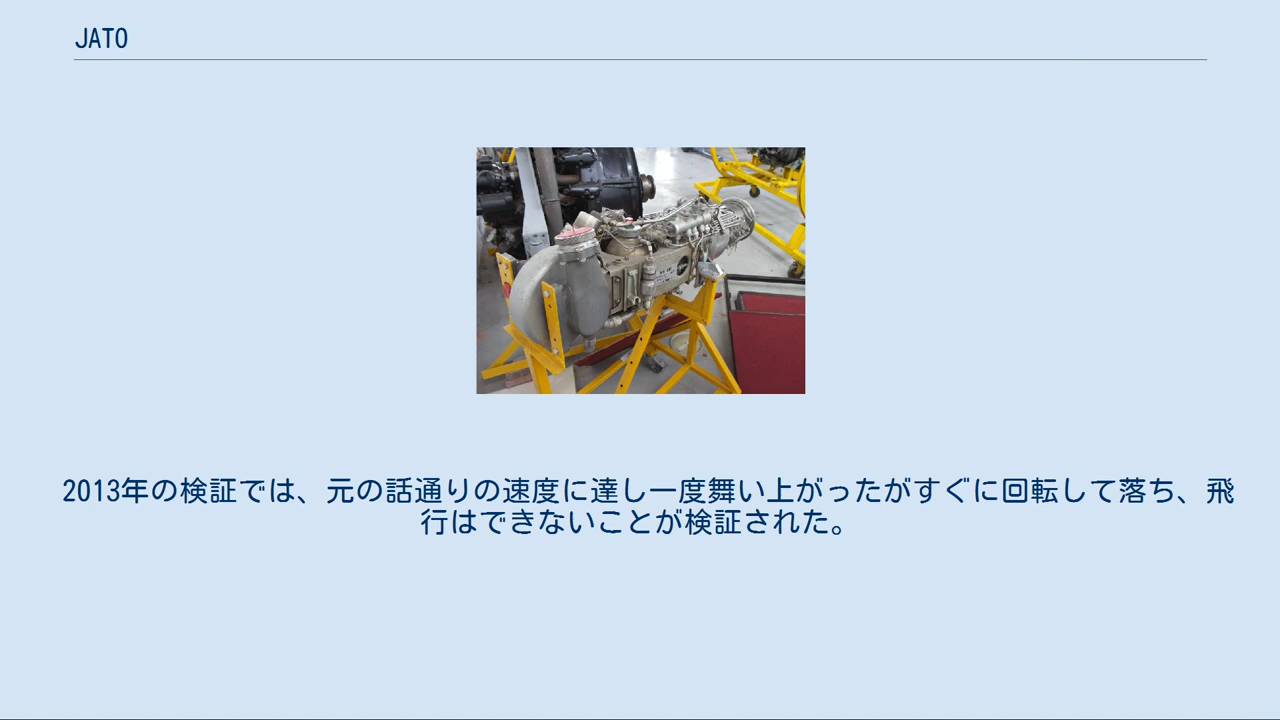 JATO
2013年の検証では、元の話通りの速度に達し一度舞い上がったがすぐに回転して落ち、飛
行はできないことが検証された。